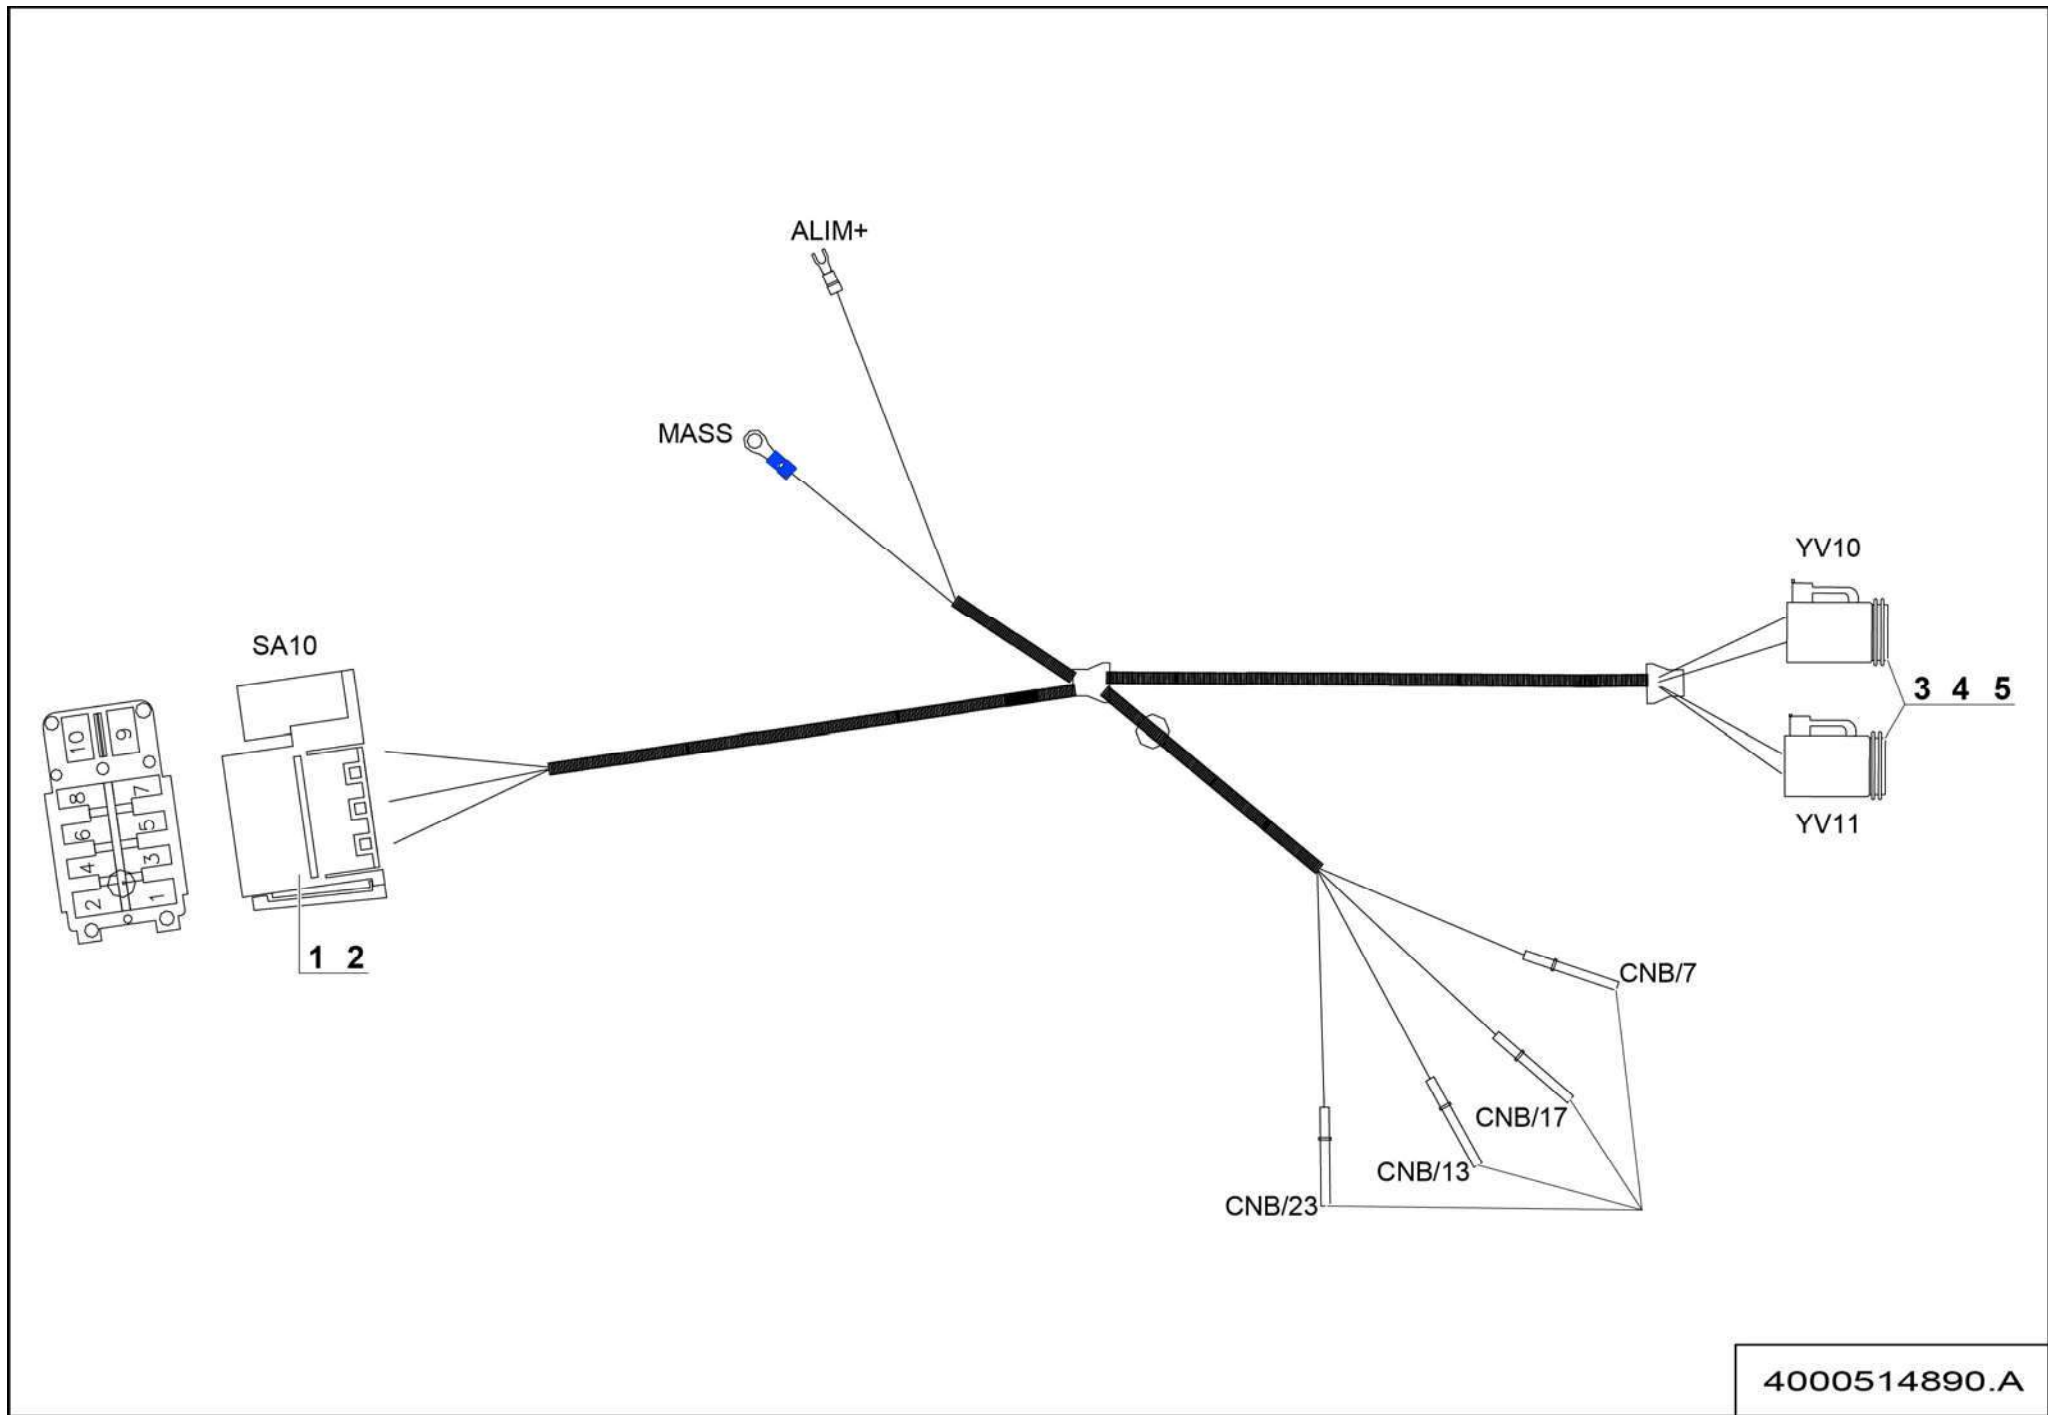 ALIM+
MASS
YV10
SA10
3 4 5
10 9
8 7
6 5
4 3
2 1
YV11
1 2
CNB/7
CNB/17
CNB/13
CNB/23
4000514890.A